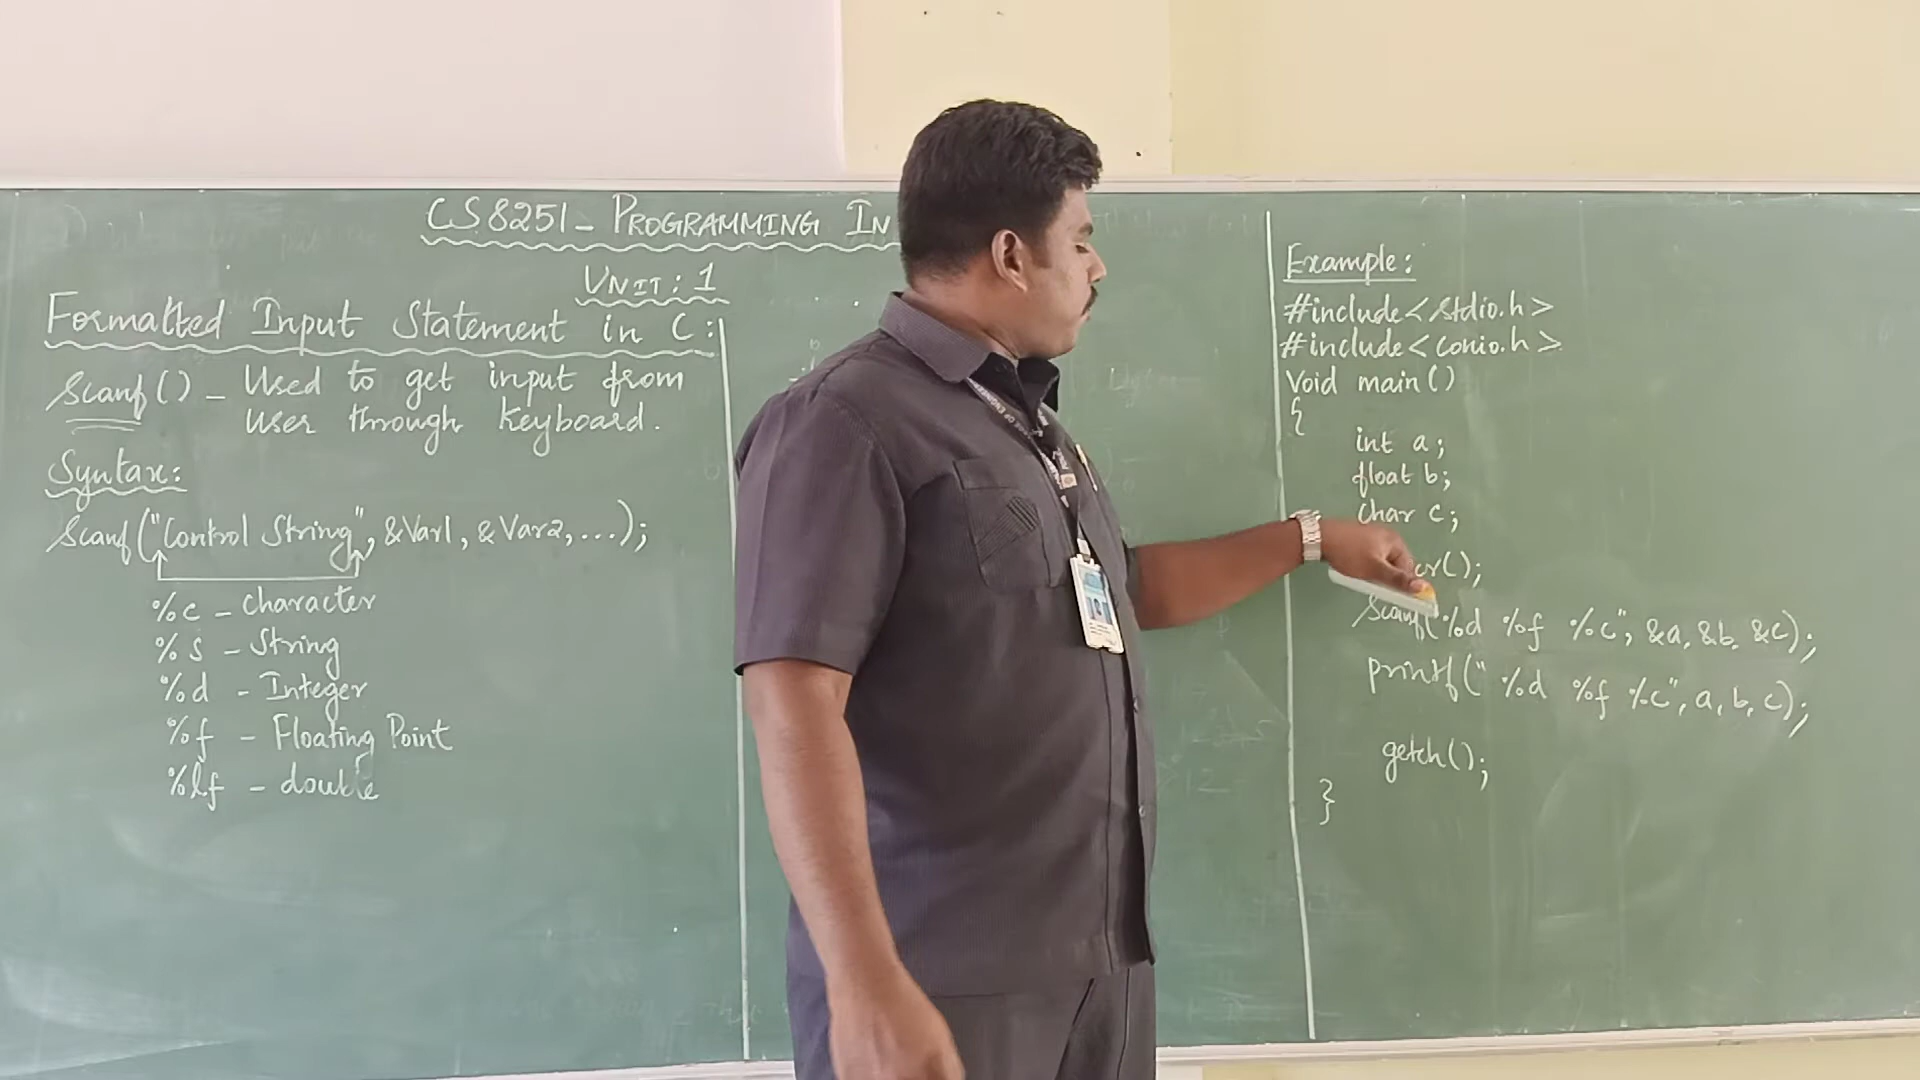 CS8251- PROGRAMMING IN
UNIT: 1
Formatted Input Statement in C:
Scanf() - Used to get input from
User through Keyboard.
Syntax:
Scanf("Control String", &Var1, &Var2, ...);
%c - Character
%s - String
%d - Integer
%f - Floating Point
%lf - double
Example:
#include<stdio.h>
#include<conio.h>
Void main()
{
int a;
float b;
char c;
cr();
Scanf("%d %f %c", &a, &b, &c);
printf("%d %f %c", a, b, c);
getch();
}